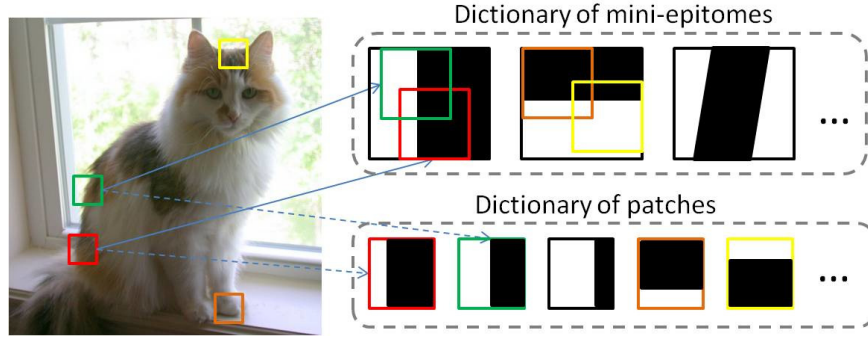 Dictionary of mini-epitomes
...
Dictionary of patches
...